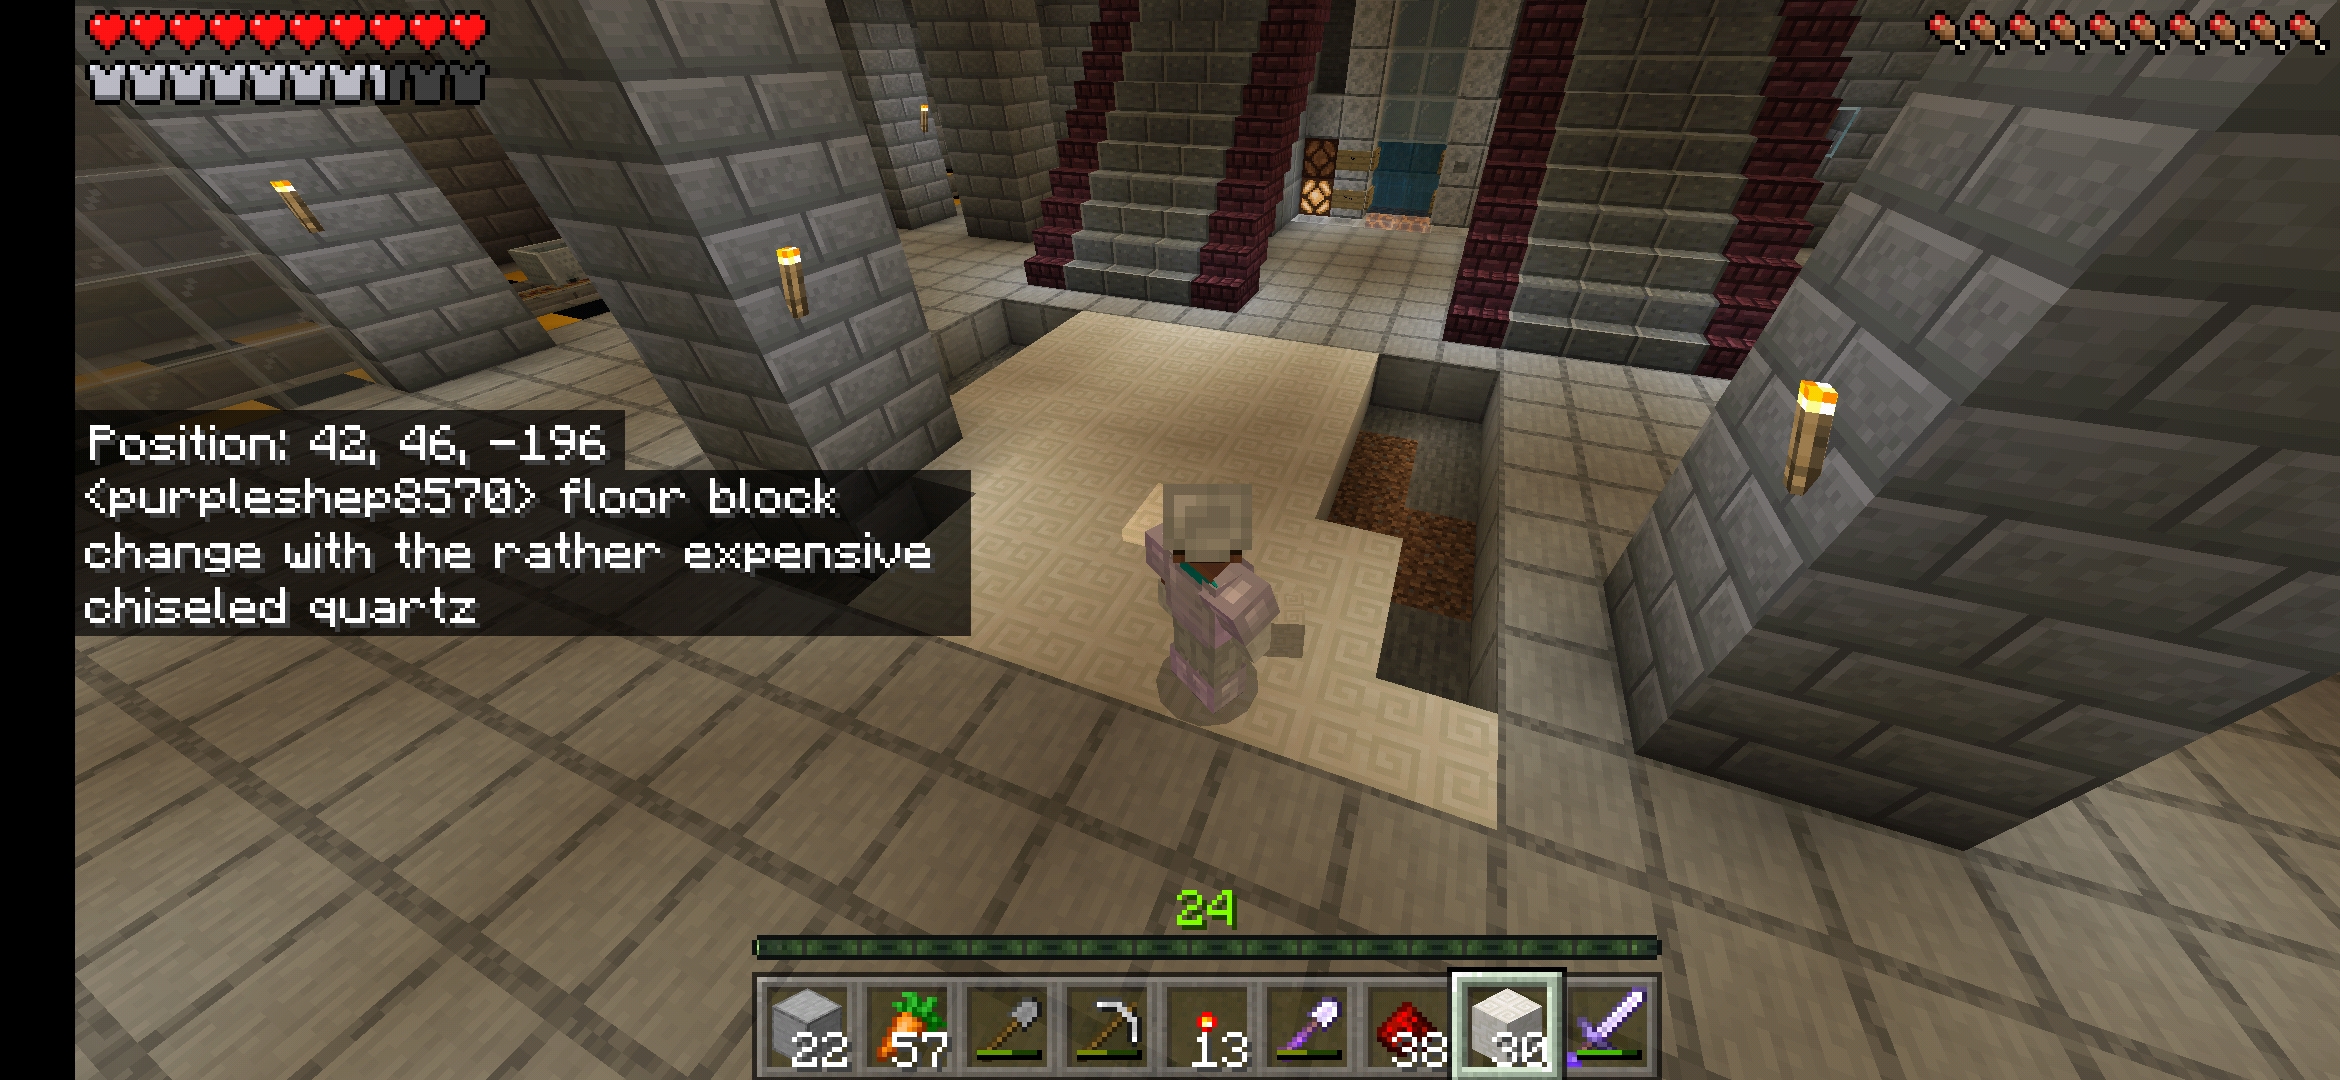 Position: 42, 46, -196
<purpleshep8570> floor block
change with the rather expensive
chiseled quartz
24
22 57 13 38 30